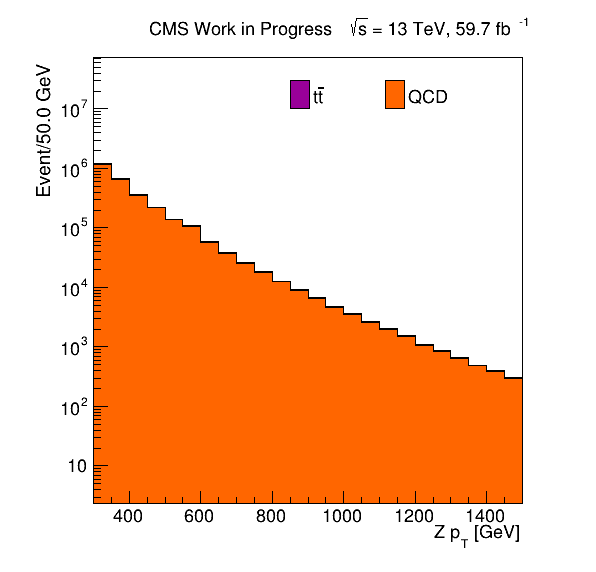 CMS Work in Progress √s = 13 TeV, 59.7 fb⁻¹
Event/50.0 GeV
tt̄
QCD
10⁷
10⁶
10⁵
10⁴
10³
10²
10
400 600 800 1000 1200 1400
Z p_T [GeV]